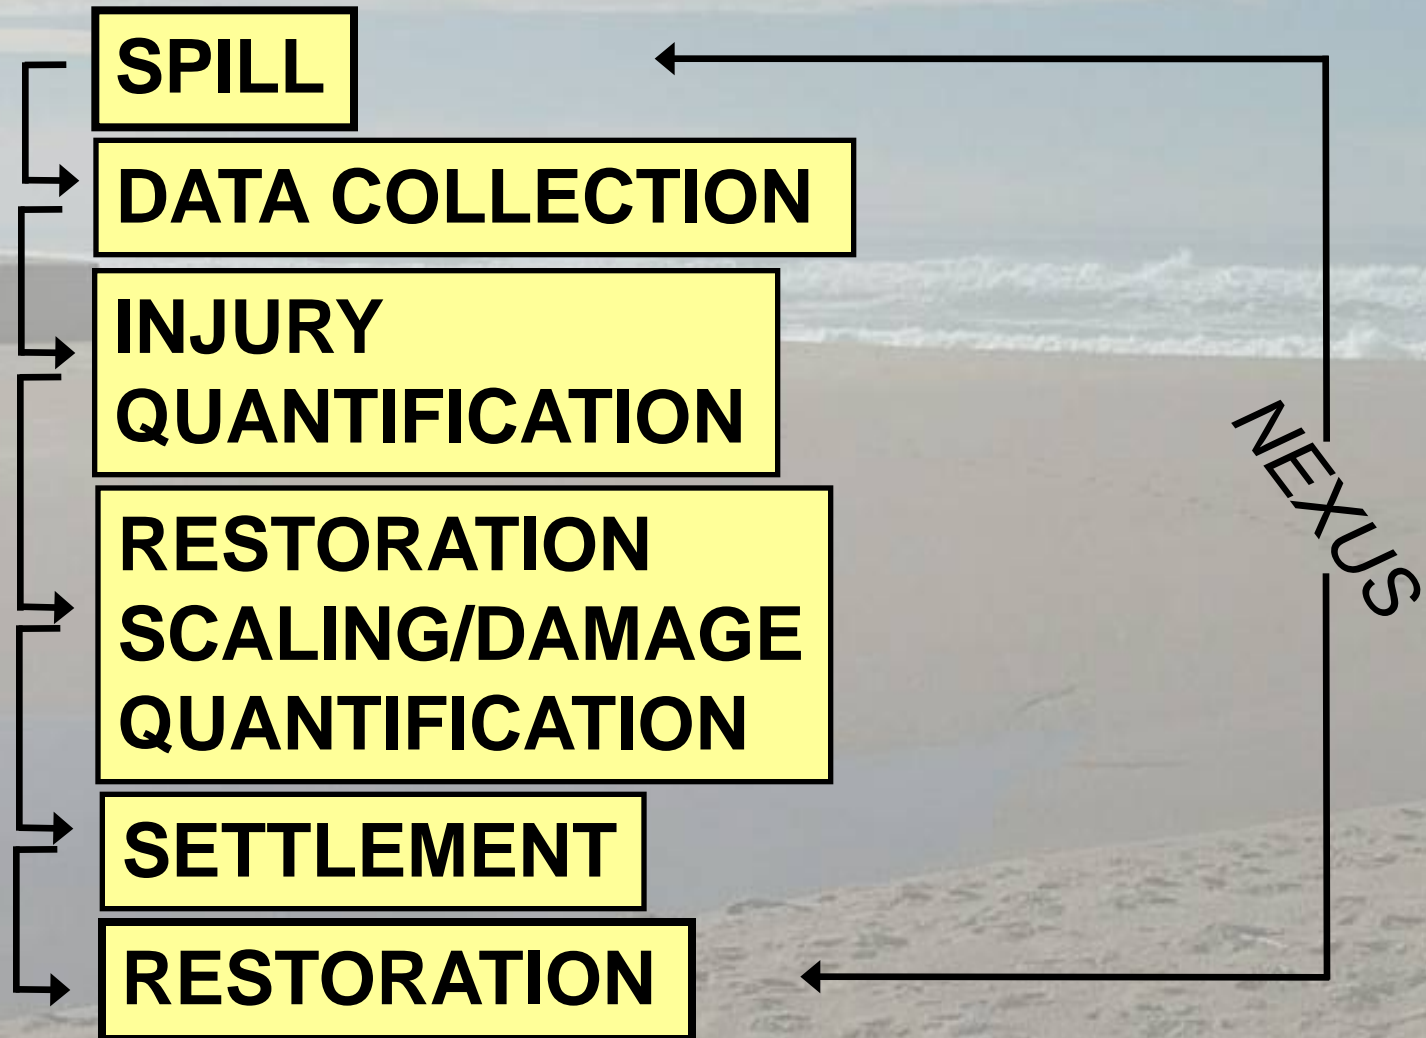 SPILL
DATA COLLECTION
INJURY
QUANTIFICATION
RESTORATION
SCALING/DAMAGE
QUANTIFICATION
SETTLEMENT
RESTORATION
NEXUS